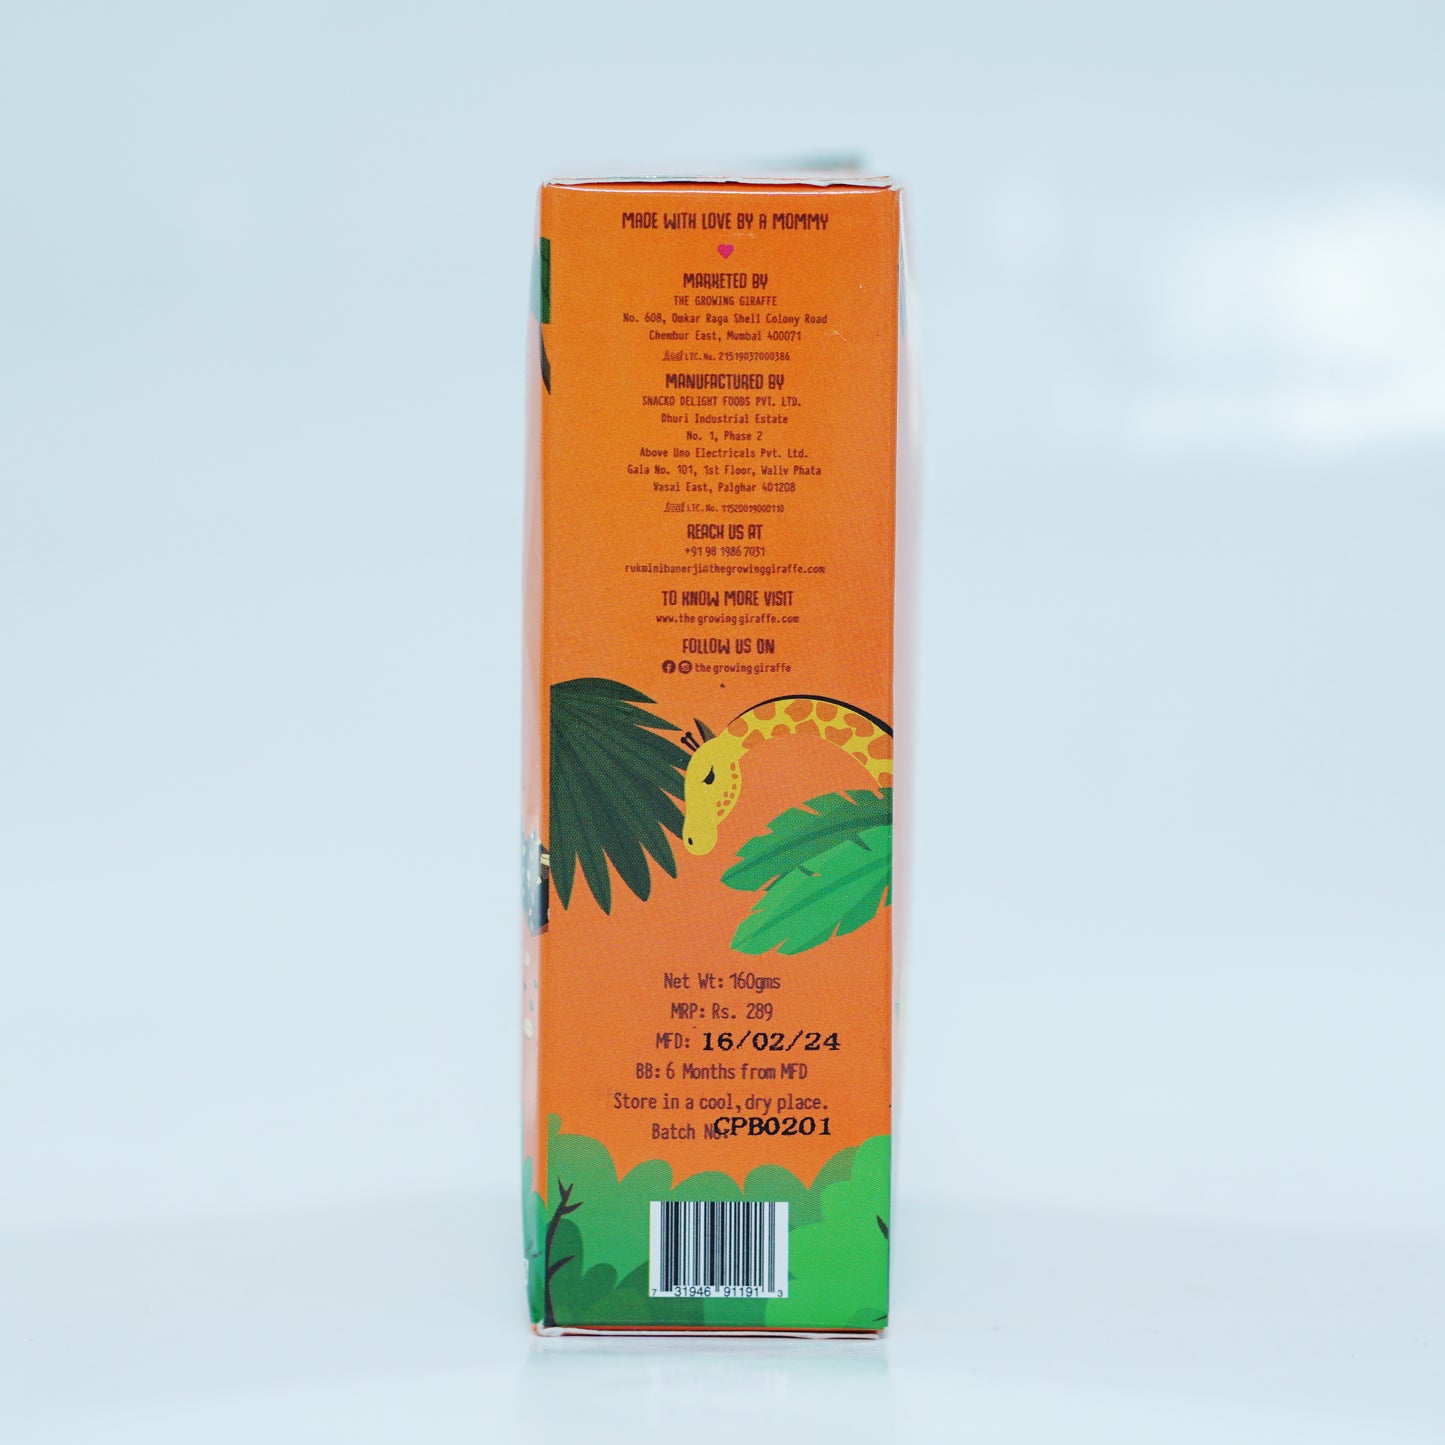 MADE WITH LOVE BY A MOMMY
MARKETED BY
THE GROWING GIRAFFE
No. 608, Omkar Raga Shell Colony Road
Chembur East, Mumbai 400071
fssai LIC. No. 21519037000386
MANUFACTURED BY
SNACKO DELIGHT FOODS PVT. LTD.
Dhuri Industrial Estate
No. 1, Phase 2
Above Uno Electricals Pvt. Ltd.
Gala No. 101, 1st Floor, Waliv Phata
Vasai East, Palghar 401208
fssai LIC. No. 11520019000110
REACH US AT
+91 98 1986 7031
rukminibanerji@thegrowinggiraffe.com
TO KNOW MORE VISIT
www.thegrowinggiraffe.com
FOLLOW US ON
thegrowinggiraffe
Net Wt: 160gms
MRP: Rs. 289
MFD: 16/02/24
BB: 6 Months from MFD
Store in a cool, dry place.
Batch No: CPB0201
7 31946 91191 3